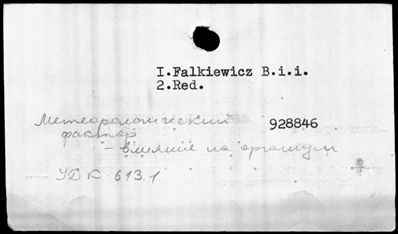 I.Falkiewicz B.i.i.
2.Red.
Метеорологический 928846
фактор
- влияние на организм
УДК 613.1